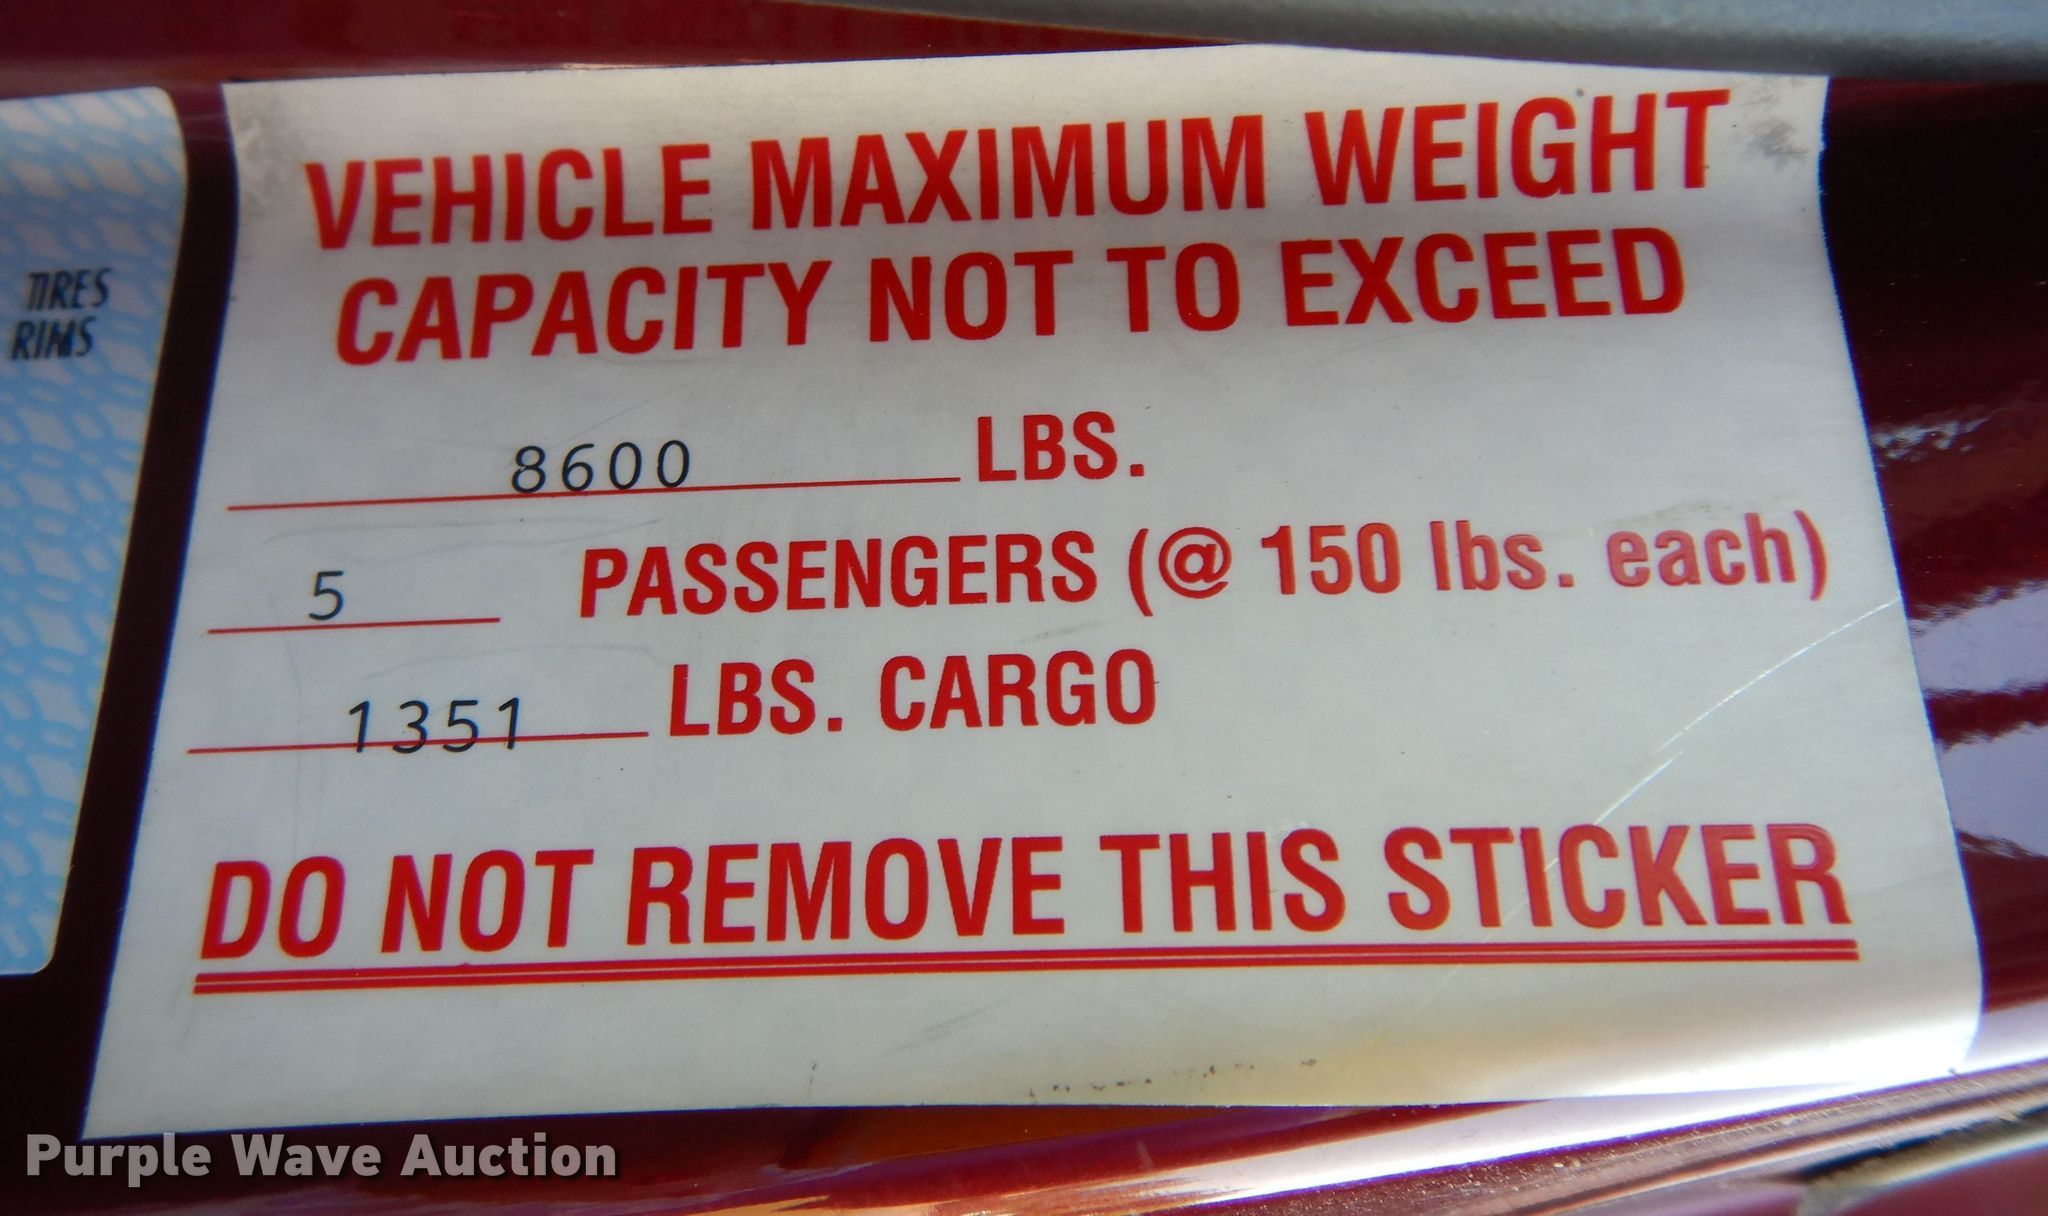 TIRES
RIMS
VEHICLE MAXIMUM WEIGHT
CAPACITY NOT TO EXCEED
8600 LBS.
5 PASSENGERS (@ 150 lbs. each)
1351 LBS. CARGO
DO NOT REMOVE THIS STICKER
Purple Wave Auction